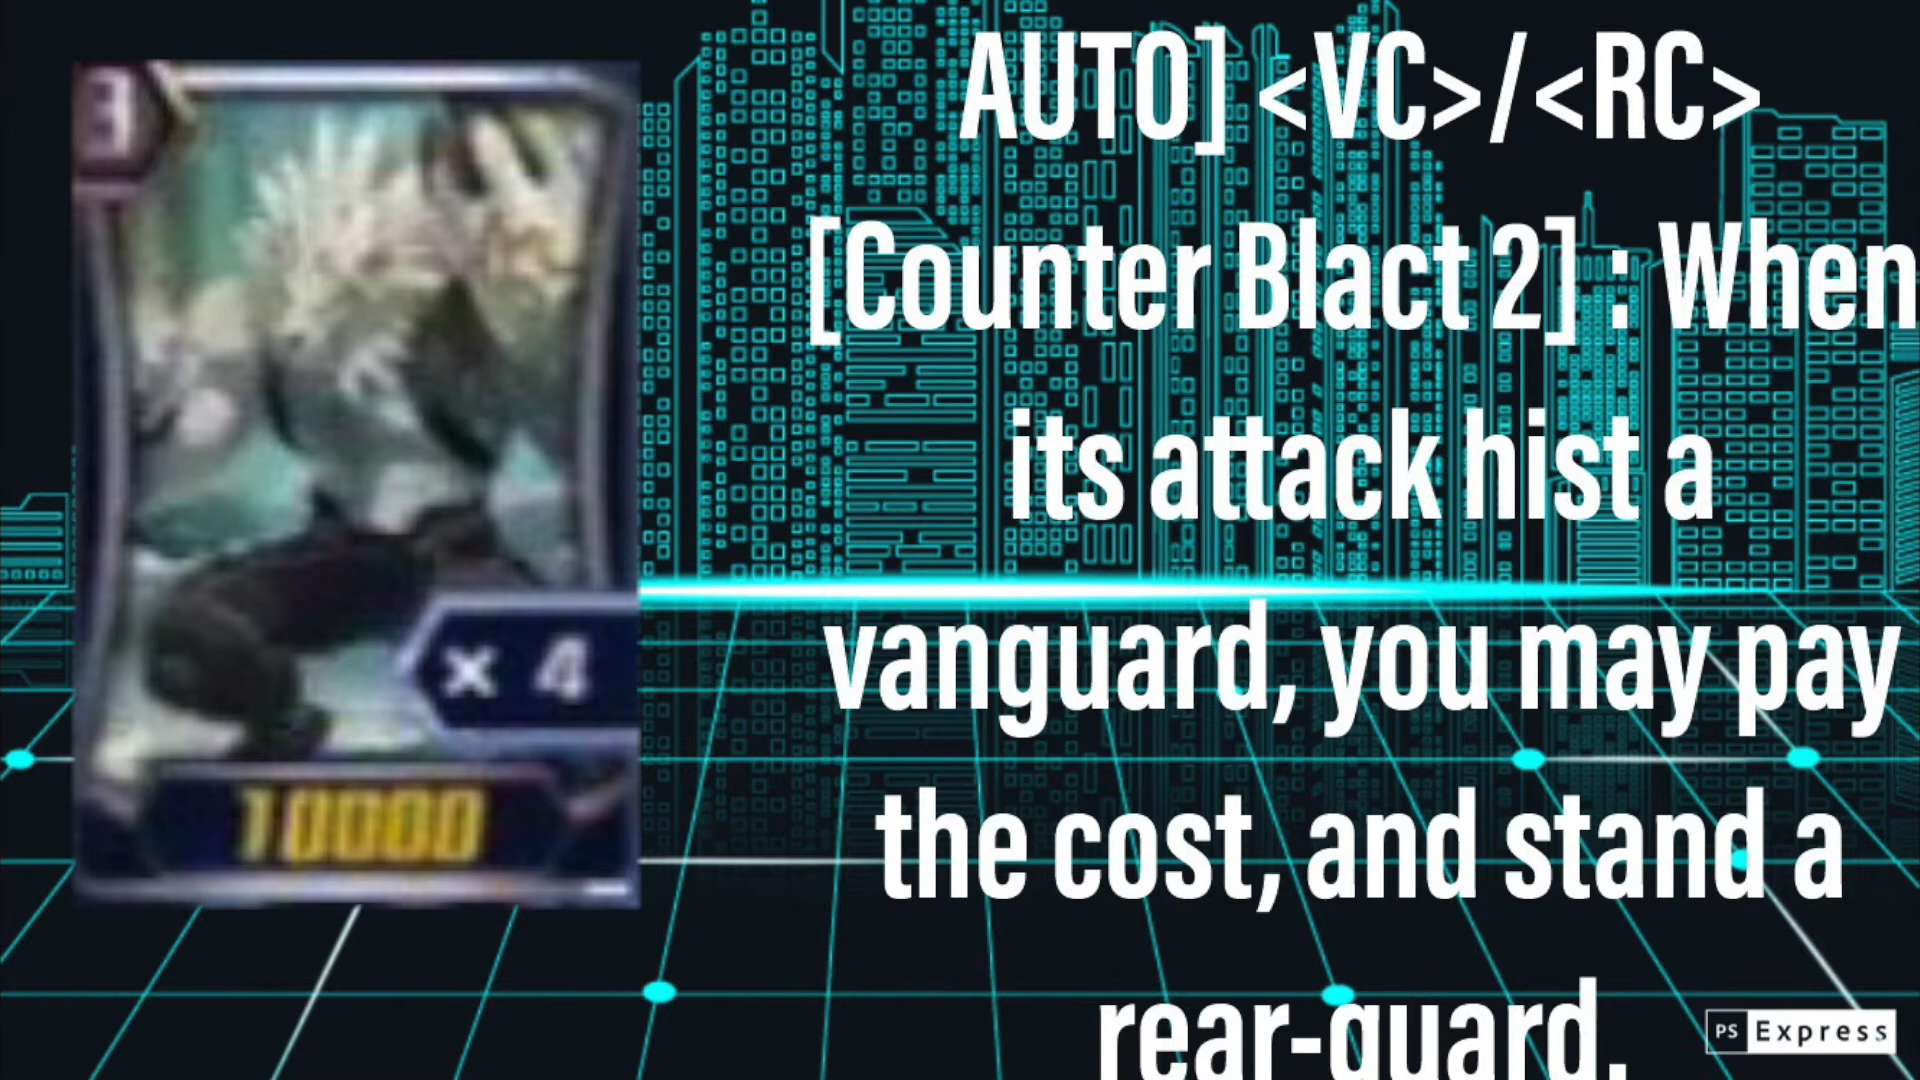 3
AUTO] <VC>/<RC>
[Counter Blact 2] : When
its attack hist a
vanguard, you may pay
the cost, and stand a
rear-guard.
x 4
10000
PS Express